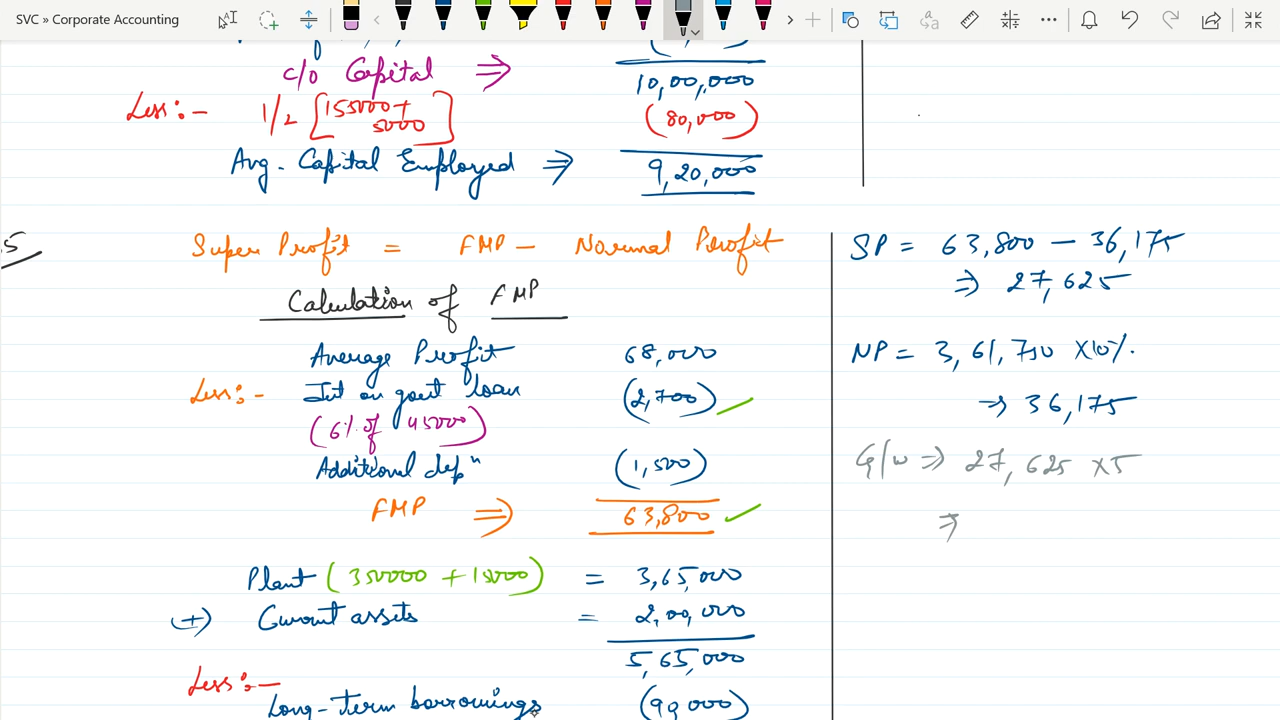 SVC » Corporate Accounting
c/o Capital ⇒ 10,00,000
Less:- 1/2 [155000+ 5000] (80,000)
Avg. Capital Employed ⇒ 9,20,000
5
Super Profit = FMP - Normal Profit
Calculation of FMP
Average Profit 68,000
Less:- Int on govt loan (2,700)
(6% of 45000)
Additional depn (1,500)
FMP ⇒ 63,800
Plant (350000 + 15000) = 3,65,000
(+) Current assets = 2,00,000
5,65,000
Less:-
Long-Term borrowings (99000)
SP = 63,800 - 36,175
⇒ 27,625
NP = 3,61,750 X10%.
⇒ 36,175
G/w ⇒ 27,625 X5
⇒